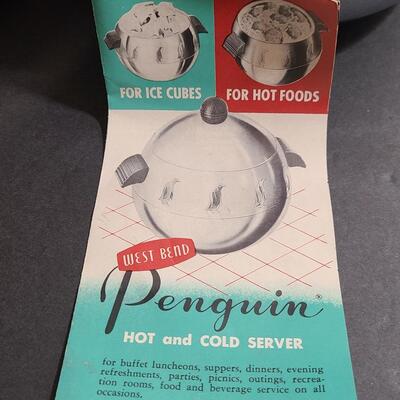 FOR ICE CUBES
FOR HOT FOODS
WEST BEND
Penguin®
HOT and COLD SERVER
for buffet luncheons, suppers, dinners, evening
refreshments, parties, picnics, outings, recrea-
tion rooms, food and beverage service on all
occasions.